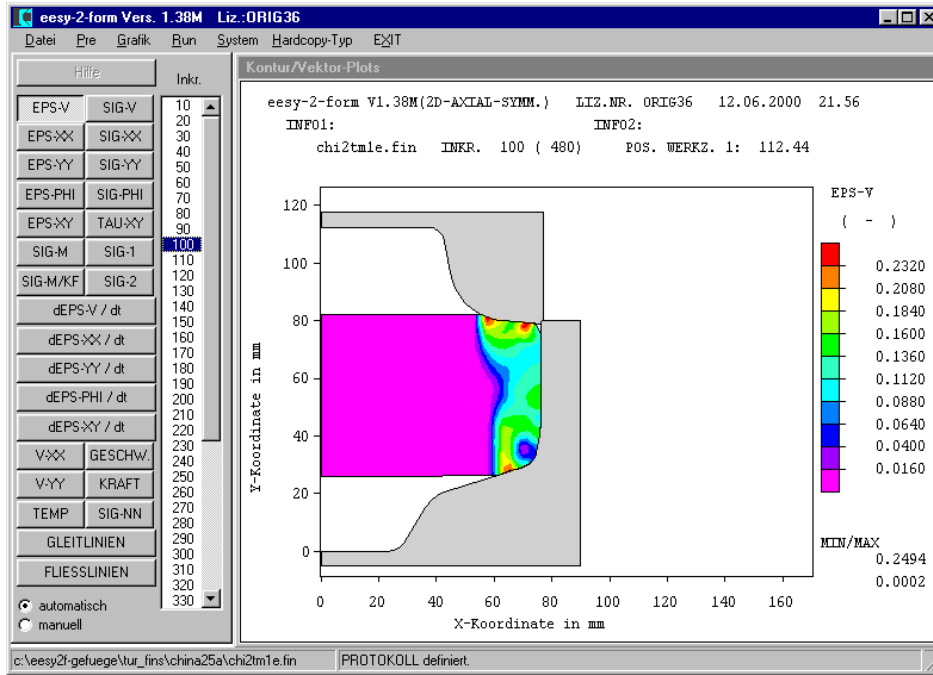 eesy-2-form Vers. 1.38M Liz.:ORIG36
Datei Pre Grafik Run System Hardcopy-Typ EXIT
Hilfe
Inkr.
EPS-V SIG-V
EPS-XX SIG-XX
EPS-YY SIG-YY
EPS-PHI SIG-PHI
EPS-XY TAU-XY
SIG-M SIG-1
SIG-M/KF SIG-2
dEPS-V / dt
dEPS-XX / dt
dEPS-YY / dt
dEPS-PHI / dt
dEPS-XY / dt
V-XX GESCHW.
V-YY KRAFT
TEMP SIG-NN
GLEITLINIEN
FLIESSLINIEN
automatisch
manuell
10
20
30
40
50
60
70
80
90
100
110
120
130
140
150
160
170
180
190
200
210
220
230
240
250
260
270
280
290
300
310
320
330
Kontur/Vektor-Plots
eesy-2-form V1.38M(2D-AXIAL-SYMM.) LIZ.NR. ORIG36 12.06.2000 21.56
INFO1: INFO2:
chi2tm1e.fin INKR. 100 ( 480) POS. WERKZ. 1: 112.44
120
100
80
60
40
20
0
Y-Koordinate in mm
0 20 40 60 80 100 120 140 160
X-Koordinate in mm
EPS-V
( - )
0.2320
0.2080
0.1840
0.1600
0.1360
0.1120
0.0880
0.0640
0.0400
0.0160
MIN/MAX
0.2494
0.0002
c:\eesy2f-gefuege\tur_fins\china25a\chi2tm1e.fin PROTOKOLL definiert.